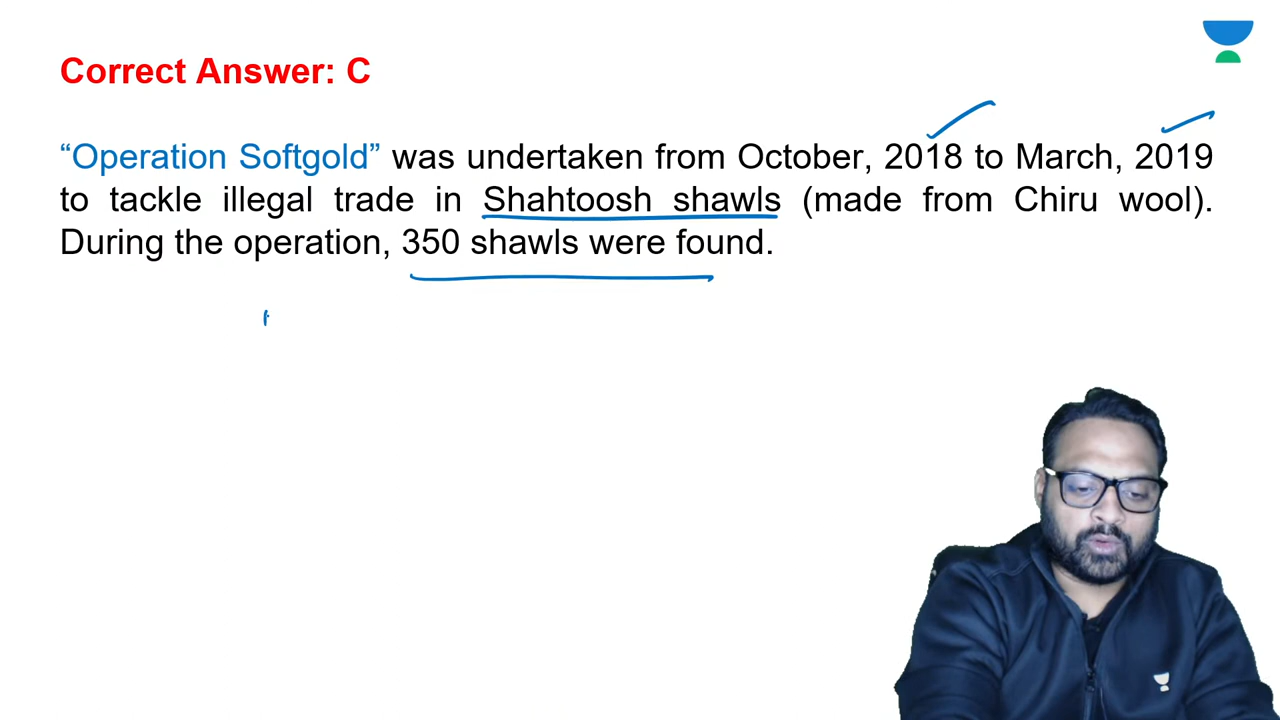 Correct Answer: C
“Operation Softgold” was undertaken from October, 2018 to March, 2019
to tackle illegal trade in Shahtoosh shawls (made from Chiru wool).
During the operation, 350 shawls were found.